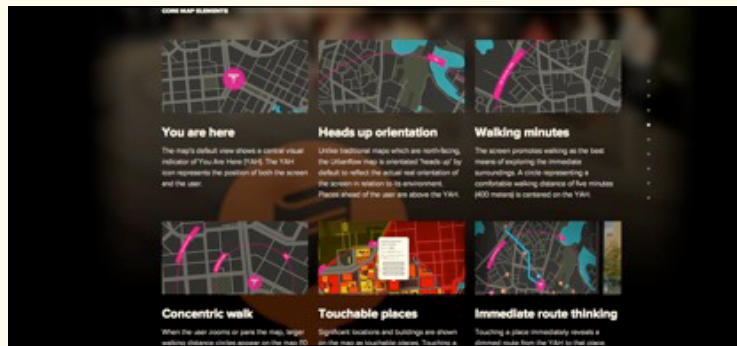 CORE MAP ELEMENTS
You are here
The map's default view shows a central visual
indicator of You Are Here [YAH]. The YAH
icon represents the position of both the screen
and the user.
Heads up orientation
Unlike traditional maps which are north-facing,
the Urbanflow map is orientated "heads up' by
default to reflect the actual real orientation of
the screen in relation to its environment.
Places ahead of the user are above the YAH.
Walking minutes
The screen promotes walking as the best
means of exploring the immediate
surroundings. A circle representing a
comfortable walking distance of five minutes
(400 meters) is centered on the YAH.
Concentric walk
When the user zooms or pans the map, larger
walking distance circles appear on the map (10
Touchable places
Significant locations and buildings are shown
on the map as touchable places. Touching a
Immediate route thinking
Touching a place immediately reveals a
dimmed route from the YAH to that place.